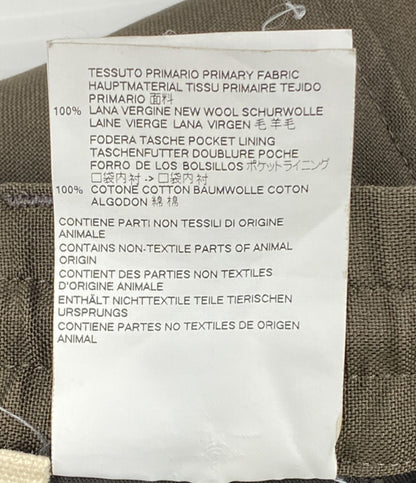 TESSUTO PRIMARIO PRIMARY FABRIC
HAUPTMATERIAL TISSU PRIMAIRE TEJIDO
PRIMARIO 面料
100% LANA VERGINE NEW WOOL SCHURWOLLE
LAINE VIERGE LANA VIRGEN 毛 羊毛
FODERA TASCHE POCKET LINING
TASCHENFUTTER DOUBLURE POCHE
FORRO DE LOS BOLSILLOS ポケットライニング
口袋内衬 -> 口袋内衬
100% COTONE COTTON BAUMWOLLE COTON
ALGODON 綿 棉
CONTIENE PARTI NON TESSILI DI ORIGINE
ANIMALE
CONTAINS NON-TEXTILE PARTS OF ANIMAL
ORIGIN
CONTIENT DES PARTIES NON TEXTILES
D'ORIGINE ANIMALE
ENTHÄLT NICHTTEXTILE TEILE TIERISCHEN
URSPRUNGS
CONTIENE PARTES NO TEXTILES DE ORIGEN
ANIMAL